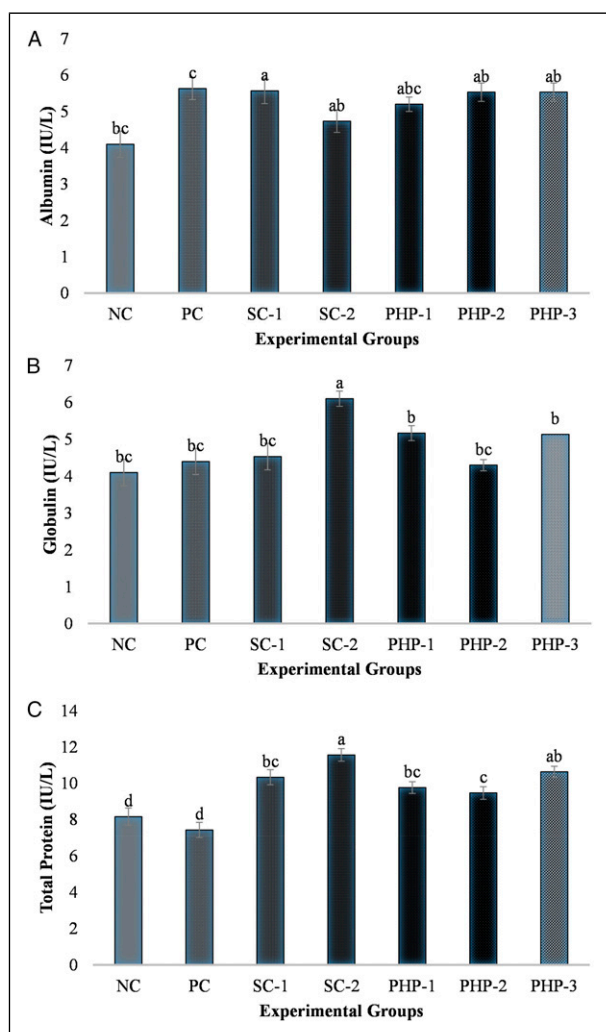 A
7
6
5
4
3
2
1
0
Albumin (IU/L)
bc
c
a
ab
abc
ab
ab
NC PC SC-1 SC-2 PHP-1 PHP-2 PHP-3
Experimental Groups
B
7
6
5
4
3
2
1
0
Globulin (IU/L)
bc
bc
bc
a
b
bc
b
NC PC SC-1 SC-2 PHP-1 PHP-2 PHP-3
Experimental Groups
C
14
12
10
8
6
4
2
0
Total Protein (IU/L)
d
d
bc
a
bc
c
ab
NC PC SC-1 SC-2 PHP-1 PHP-2 PHP-3
Experimental Groups